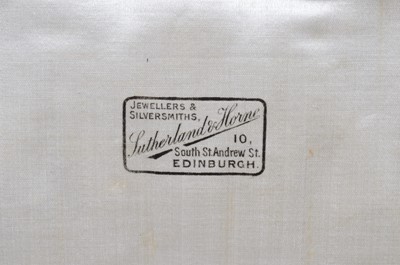 JEWELLERS &
SILVERSMITHS,
Sutherland & Horne
10,
South St. Andrew St.
EDINBURGH.